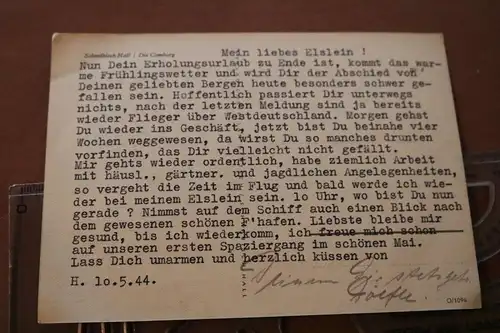 Schwäbisch Hall / Die Comburg
Mein liebes Elslein !
Nun Dein Erholungsurlaub zu Ende ist, kommt das war-
me Frühlingswetter und wird Dir der Abschied von
Deinen geliebten Bergen heute besonders schwer ge-
fallen sein. Hoffentlich passiert Dir unterwegs
nichts, nach der letzten Meldung sind ja bereits
wieder Flieger über Westdeutschland. Morgen gehst
Du wieder ins Geschäft, jetzt bist Du beinahe vier
Wochen weggewesen, da wirst Du so manches drunten
vorfinden, das Dir vielleicht nicht gefällt.
Mir gehts wieder ordentlich, habe ziemlich Arbeit
mit häusl., gärtner. und jagdlichen Angelegenheiten,
so vergeht die Zeit im Flug und bald werde ich wie-
der bei meinem Elslein sein. 10 Uhr, wo bist Du nun
gerade ? Nimmst auf dem Schiff auch einen Blick nach
dem gewesenen schönen F'hafen. Liebste bleibe mir
gesund, bis ich wiederkomm, ich freue mich schon
auf unseren ersten Spaziergang im schönen Mai.
Lass Dich umarmen und herzlich küssen von
H. 10.5.44.
HALL
D/1094